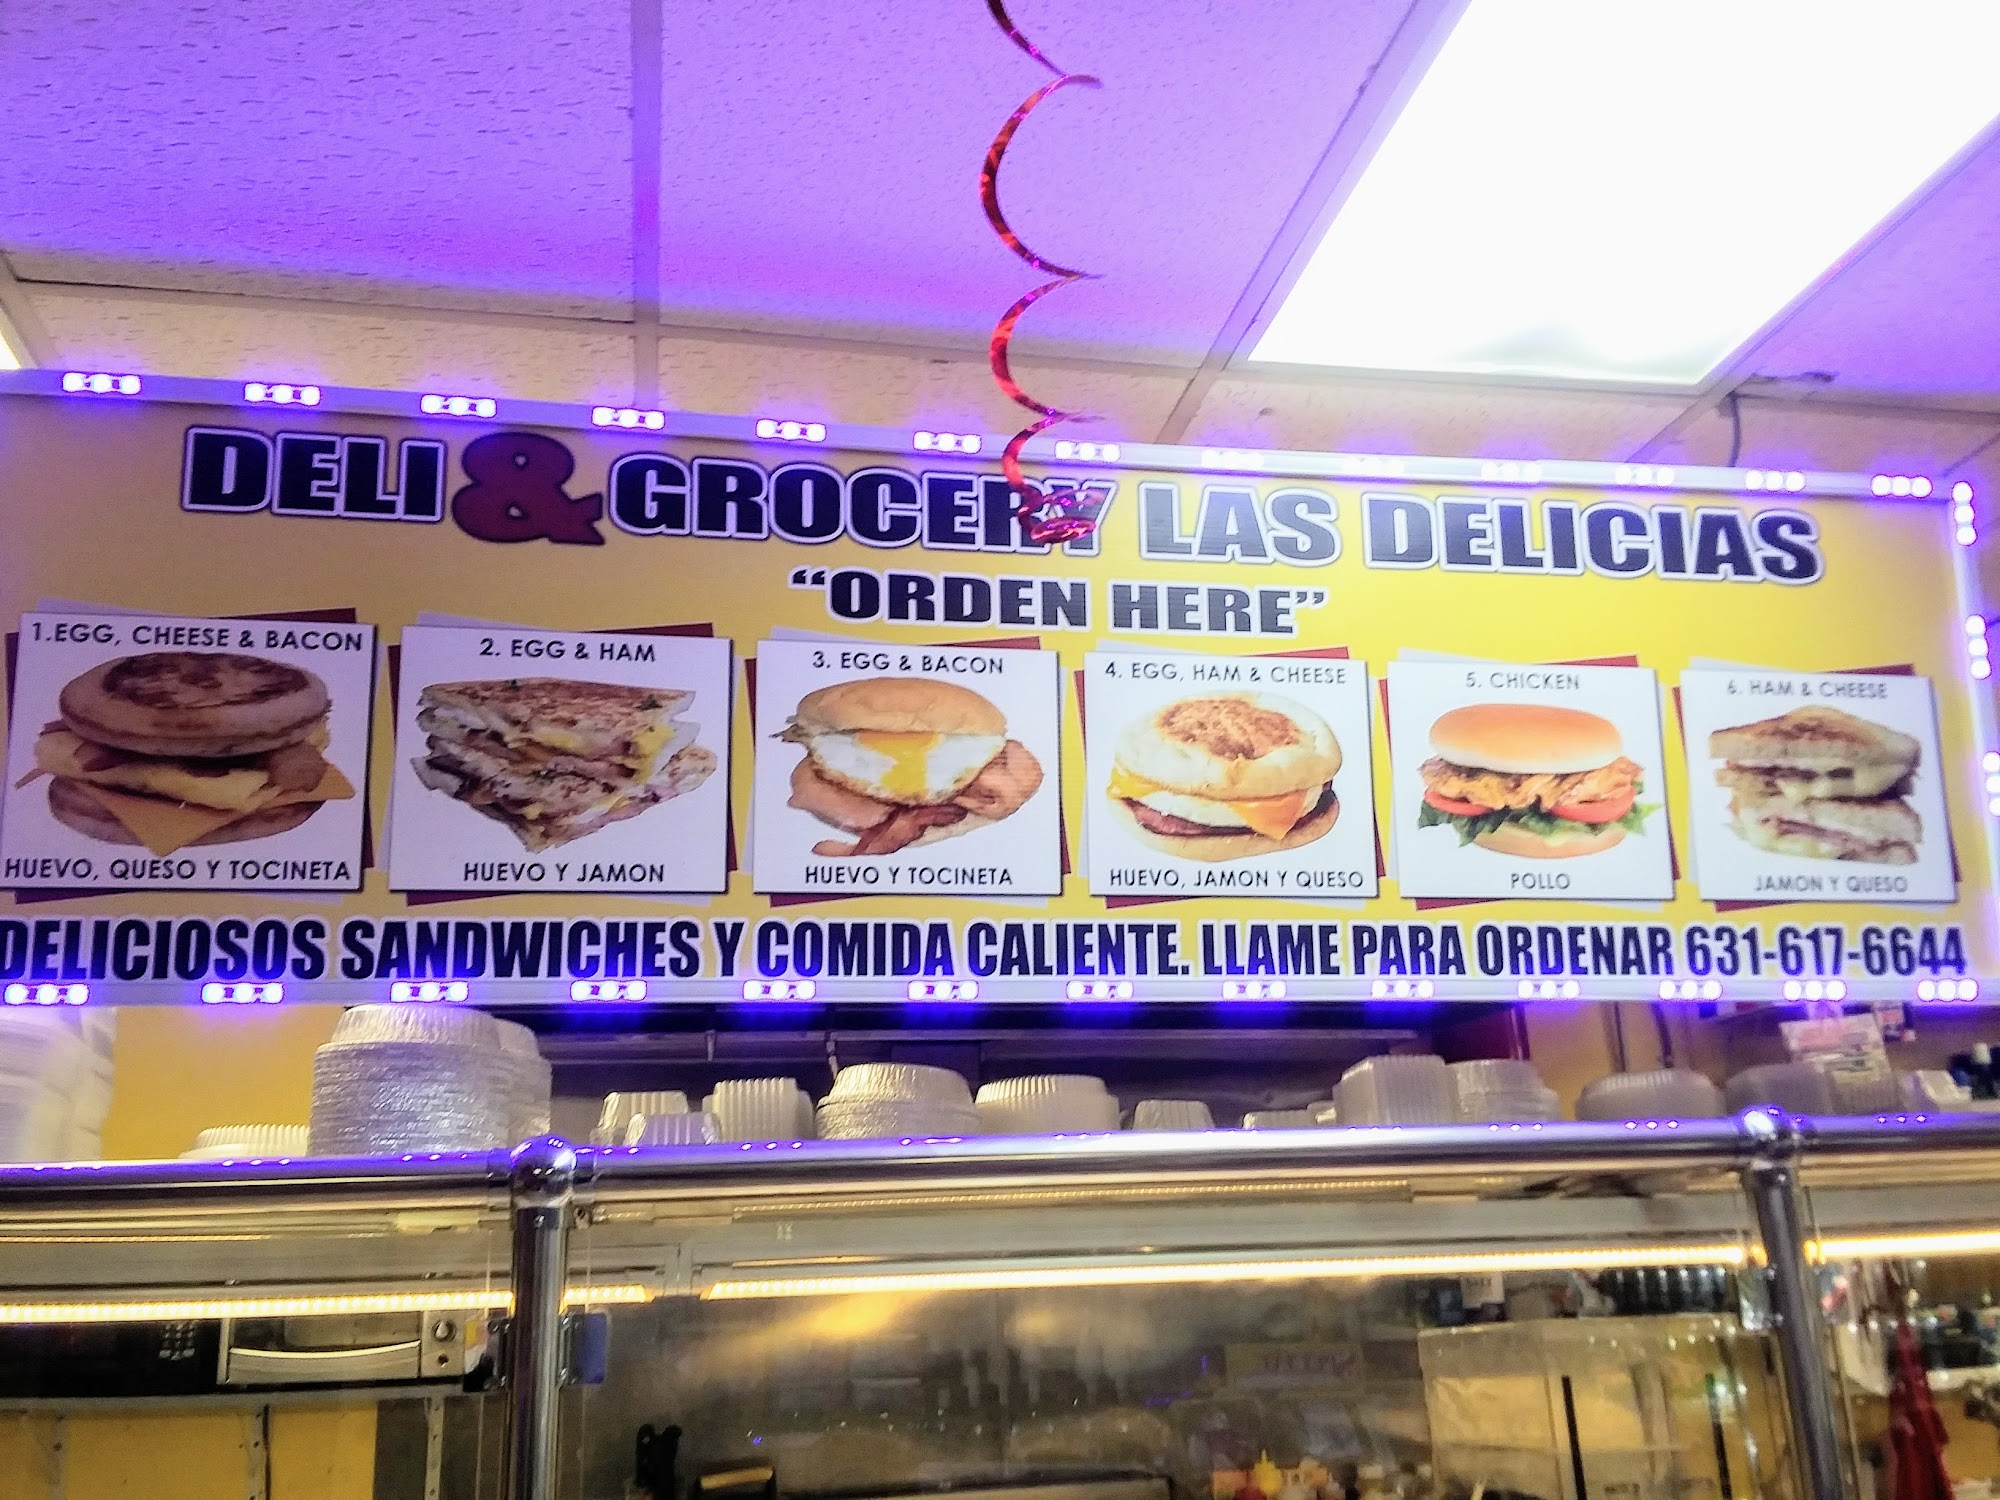 DELI & GROCERY LAS DELICIAS
“ORDEN HERE”
1.EGG, CHEESE & BACON
HUEVO, QUESO Y TOCINETA
2. EGG & HAM
HUEVO Y JAMON
3. EGG & BACON
HUEVO Y TOCINETA
4. EGG, HAM & CHEESE
HUEVO, JAMON Y QUESO
5. CHICKEN
POLLO
6. HAM & CHEESE
JAMON Y QUESO
DELICIOSOS SANDWICHES Y COMIDA CALIENTE. LLAME PARA ORDENAR 631-617-6644